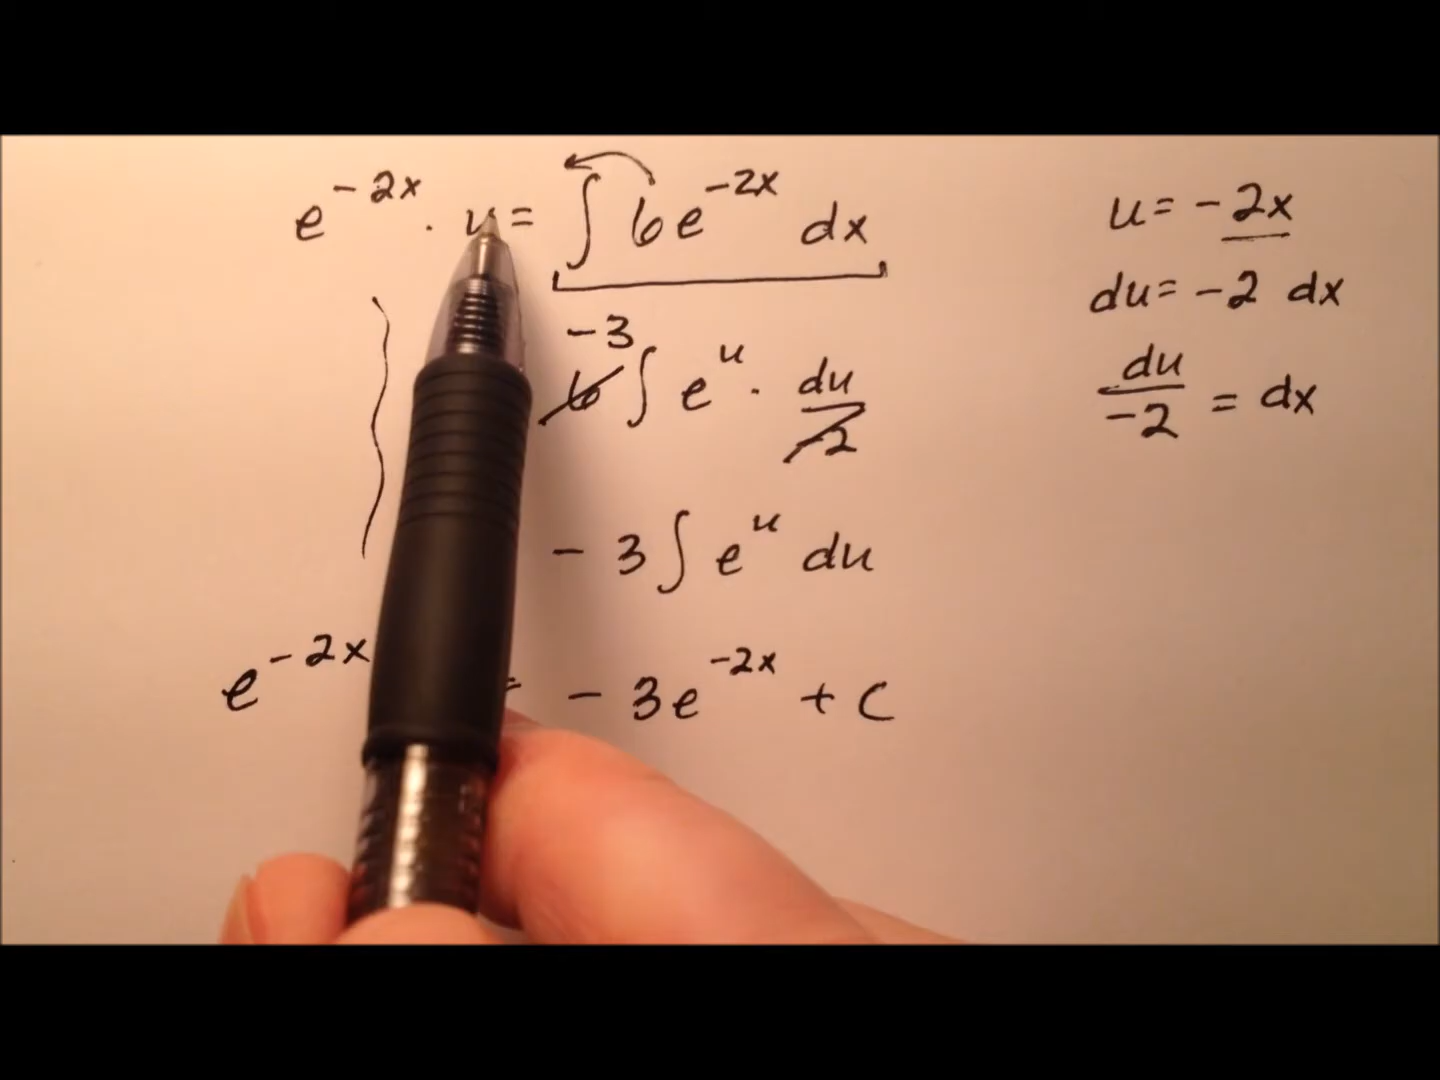 e^{-2x} · u = ∫ 6e^{-2x} dx
-3
6 ∫ e^u · du/-2
- 3 ∫ e^u du
e^{-2x} = - 3e^{-2x} + C
u = -2x
du = -2 dx
du/-2 = dx